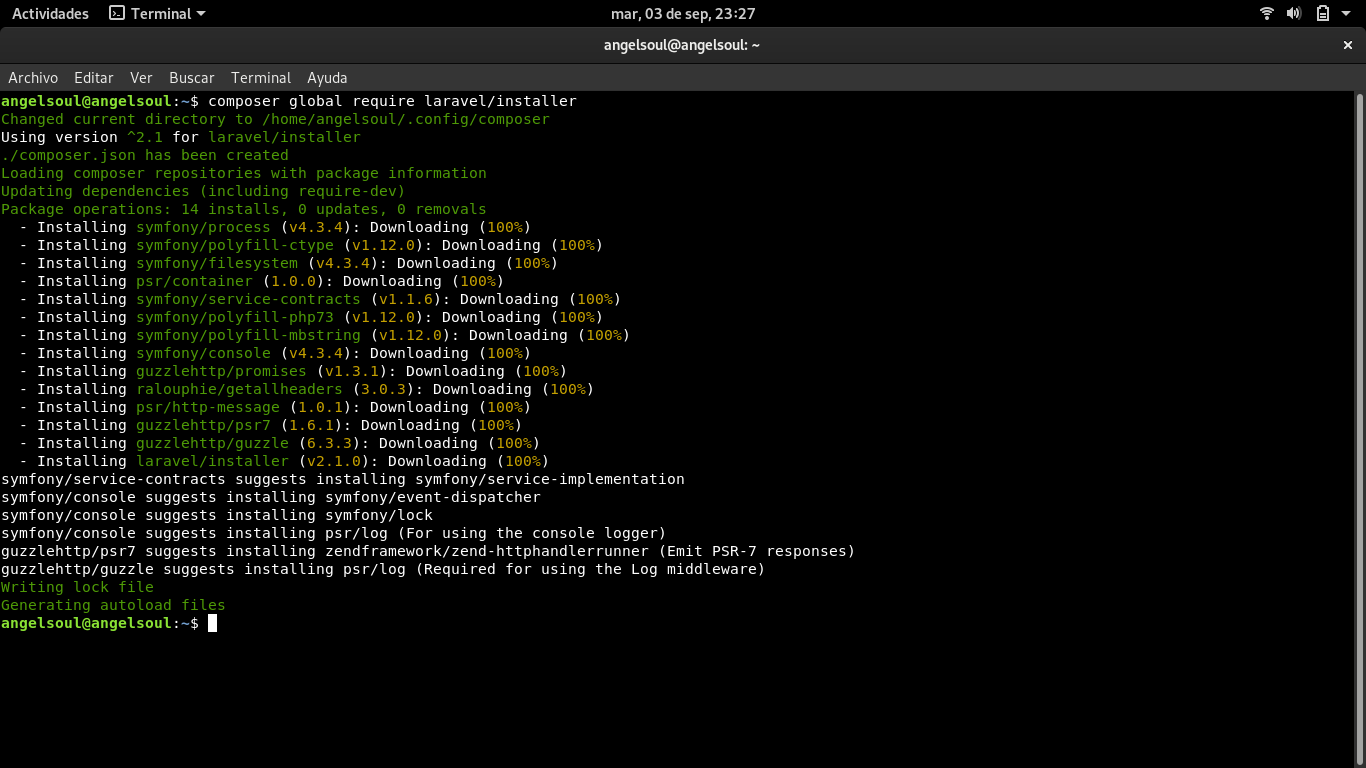 Actividades Terminal mar, 03 de sep, 23:27
angelsoul@angelsoul: ~ ×
Archivo Editar Ver Buscar Terminal Ayuda
angelsoul@angelsoul:~$ composer global require laravel/installer
Changed current directory to /home/angelsoul/.config/composer
Using version ^2.1 for laravel/installer
./composer.json has been created
Loading composer repositories with package information
Updating dependencies (including require-dev)
Package operations: 14 installs, 0 updates, 0 removals
  - Installing symfony/process (v4.3.4): Downloading (100%)
  - Installing symfony/polyfill-ctype (v1.12.0): Downloading (100%)
  - Installing symfony/filesystem (v4.3.4): Downloading (100%)
  - Installing psr/container (1.0.0): Downloading (100%)
  - Installing symfony/service-contracts (v1.1.6): Downloading (100%)
  - Installing symfony/polyfill-php73 (v1.12.0): Downloading (100%)
  - Installing symfony/polyfill-mbstring (v1.12.0): Downloading (100%)
  - Installing symfony/console (v4.3.4): Downloading (100%)
  - Installing guzzlehttp/promises (v1.3.1): Downloading (100%)
  - Installing ralouphie/getallheaders (3.0.3): Downloading (100%)
  - Installing psr/http-message (1.0.1): Downloading (100%)
  - Installing guzzlehttp/psr7 (1.6.1): Downloading (100%)
  - Installing guzzlehttp/guzzle (6.3.3): Downloading (100%)
  - Installing laravel/installer (v2.1.0): Downloading (100%)
symfony/service-contracts suggests installing symfony/service-implementation
symfony/console suggests installing symfony/event-dispatcher
symfony/console suggests installing symfony/lock
symfony/console suggests installing psr/log (For using the console logger)
guzzlehttp/psr7 suggests installing zendframework/zend-httphandlerrunner (Emit PSR-7 responses)
guzzlehttp/guzzle suggests installing psr/log (Required for using the Log middleware)
Writing lock file
Generating autoload files
angelsoul@angelsoul:~$